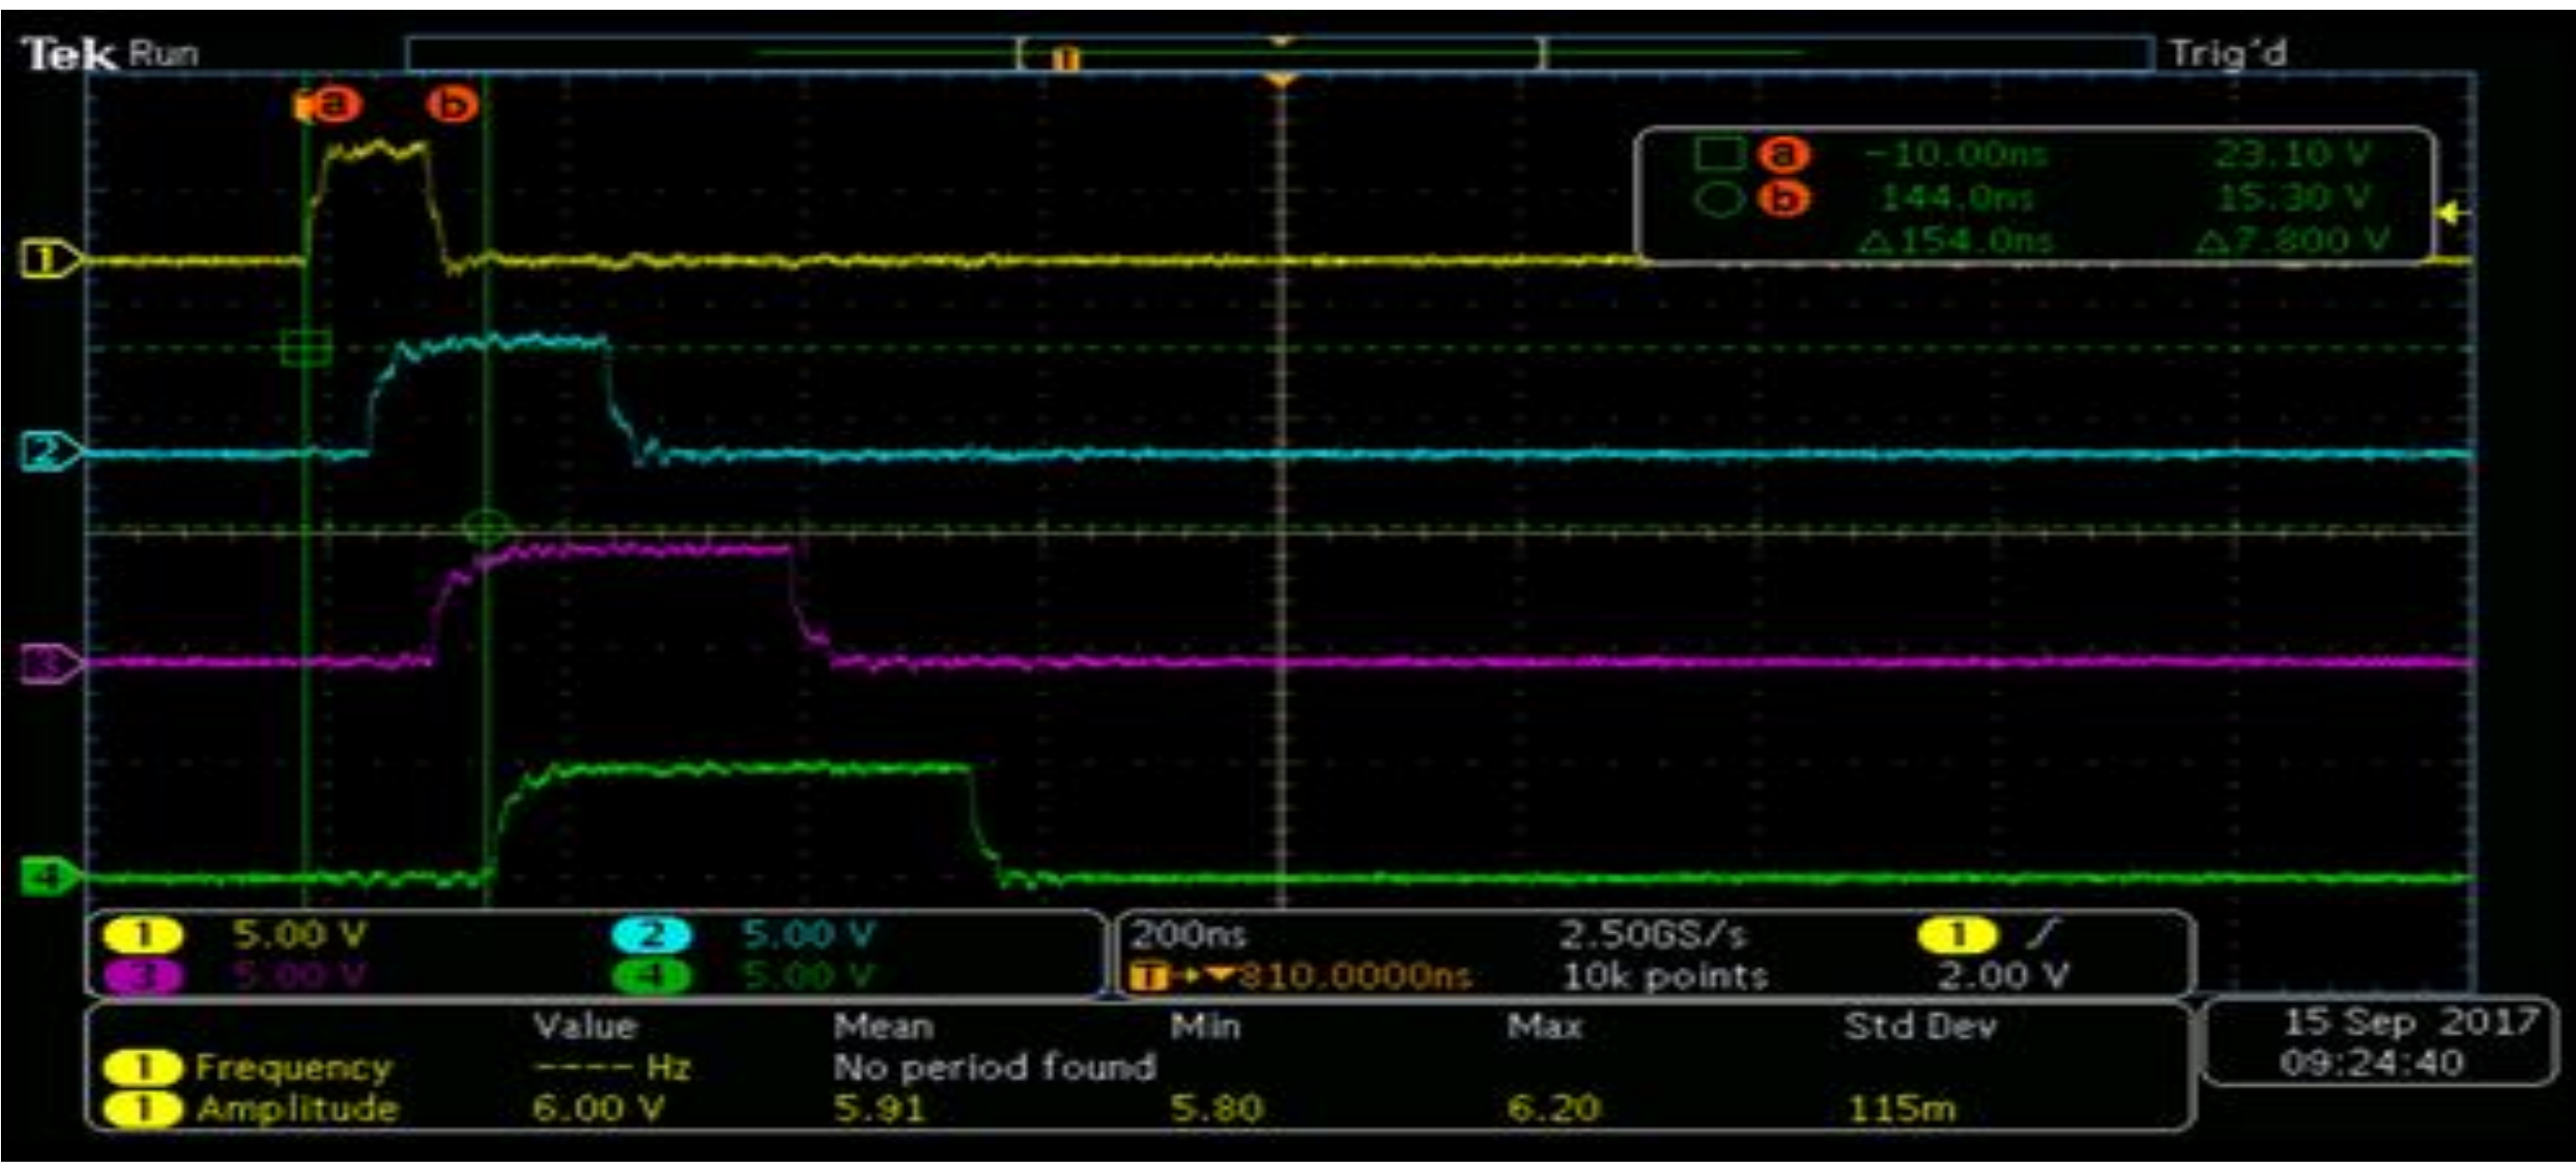 Tek Run Trig'd
a b
a -10.00ns 23.10 V
b 144.0ns 15.30 V
△154.0ns △7.800 V
1
2
3
4
1 5.00 V 2 5.00 V
3 5.00 V 4 5.00 V
200ns 2.50GS/s 1
T→▼810.0000ns 10k points 2.00 V
Value Mean Min Max Std Dev
1 Frequency ---- Hz No period found
1 Amplitude 6.00 V 5.91 5.80 6.20 115m
15 Sep 2017
09:24:40